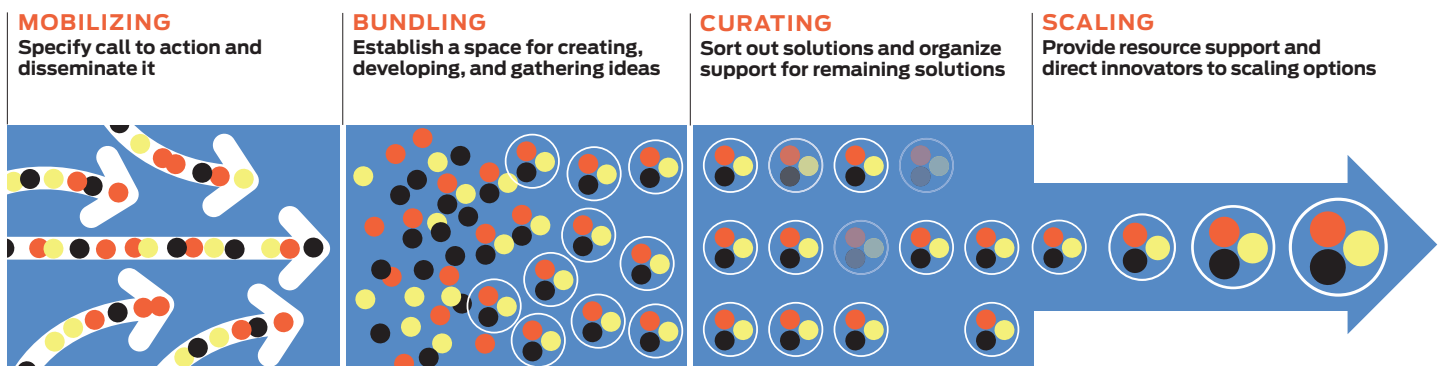 MOBILIZING
Specify call to action and
disseminate it
BUNDLING
Establish a space for creating,
developing, and gathering ideas
CURATING
Sort out solutions and organize
support for remaining solutions
SCALING
Provide resource support and
direct innovators to scaling options